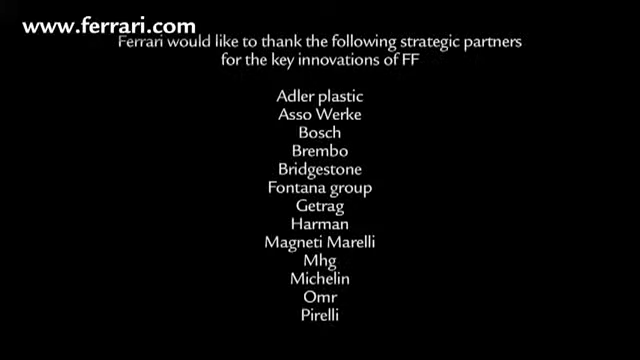 www.ferrari.com
Ferrari would like to thank the following strategic partners
for the key innovations of FF
Adler plastic
Asso Werke
Bosch
Brembo
Bridgestone
Fontana group
Getrag
Harman
Magneti Marelli
Mhg
Michelin
Omr
Pirelli